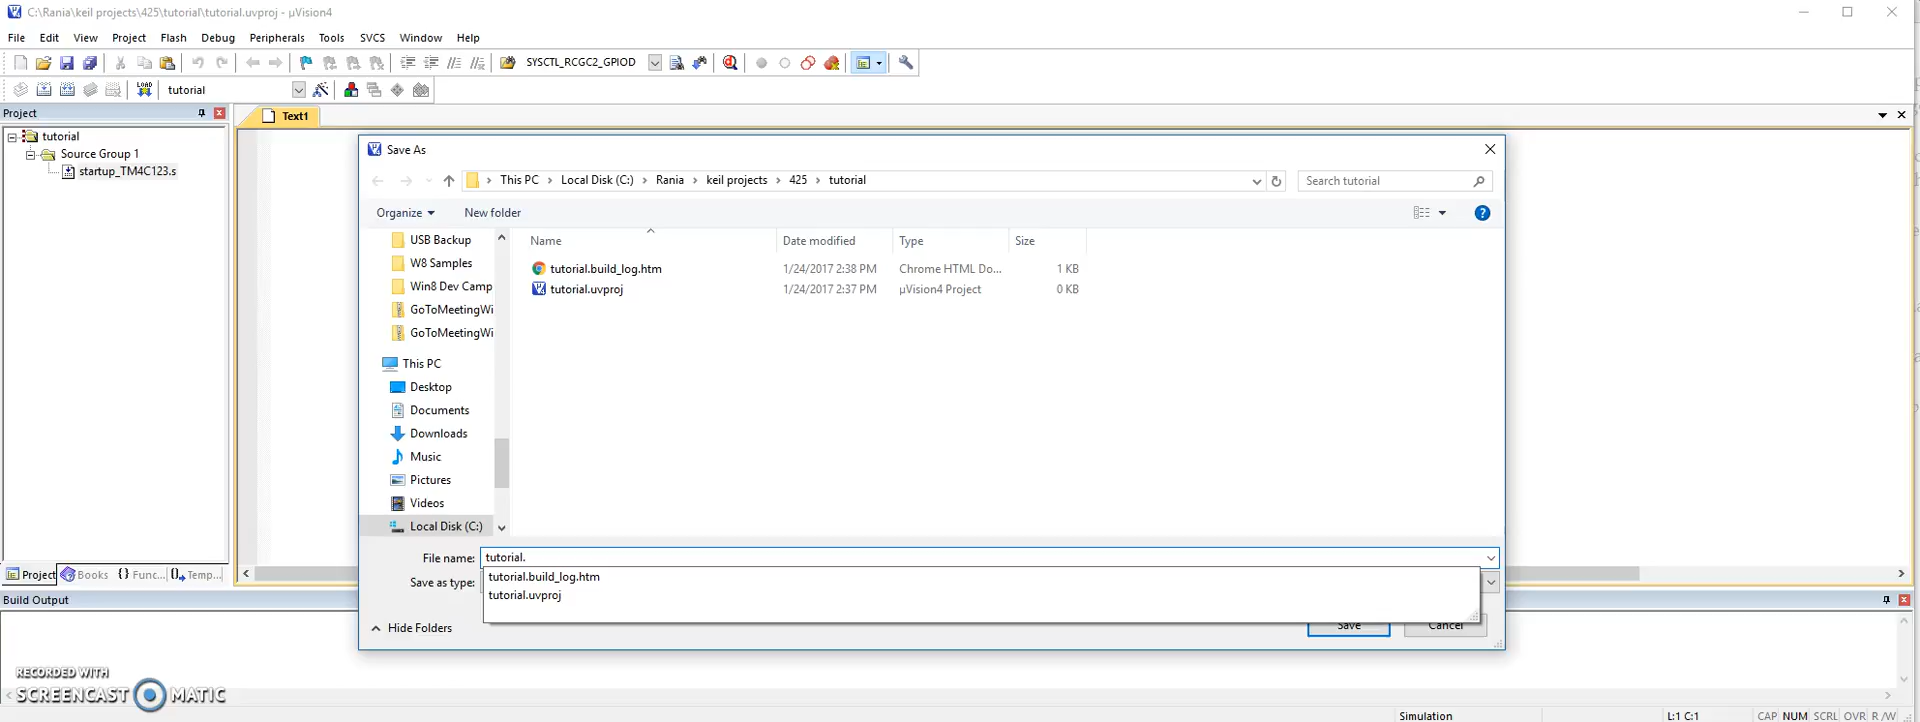 C:\Rania\keil projects\425\tutorial\tutorial.uvproj - µVision4
File Edit View Project Flash Debug Peripherals Tools SVCS Window Help
SYSCTL_RCGC2_GPIOD
LOAD tutorial
Project
Text1
tutorial
Source Group 1
startup_TM4C123.s
Save As
This PC > Local Disk (C:) > Rania > keil projects > 425 > tutorial
Search tutorial
Organize New folder
USB Backup
W8 Samples
Win8 Dev Camp
GoToMeetingWi
GoToMeetingWi
This PC
Desktop
Documents
Downloads
Music
Pictures
Videos
Local Disk (C:)
Name Date modified Type Size
tutorial.build_log.htm 1/24/2017 2:38 PM Chrome HTML Do... 1 KB
tutorial.uvproj 1/24/2017 2:37 PM µVision4 Project 0 KB
File name: tutorial.
Save as type:
tutorial.build_log.htm
tutorial.uvproj
Hide Folders
Save Cancel
Project Books {} Func... Temp...
Build Output
RECORDED WITH
SCREENCAST MATIC
Simulation L:1 C:1 CAP NUM SCRL OVR R/W